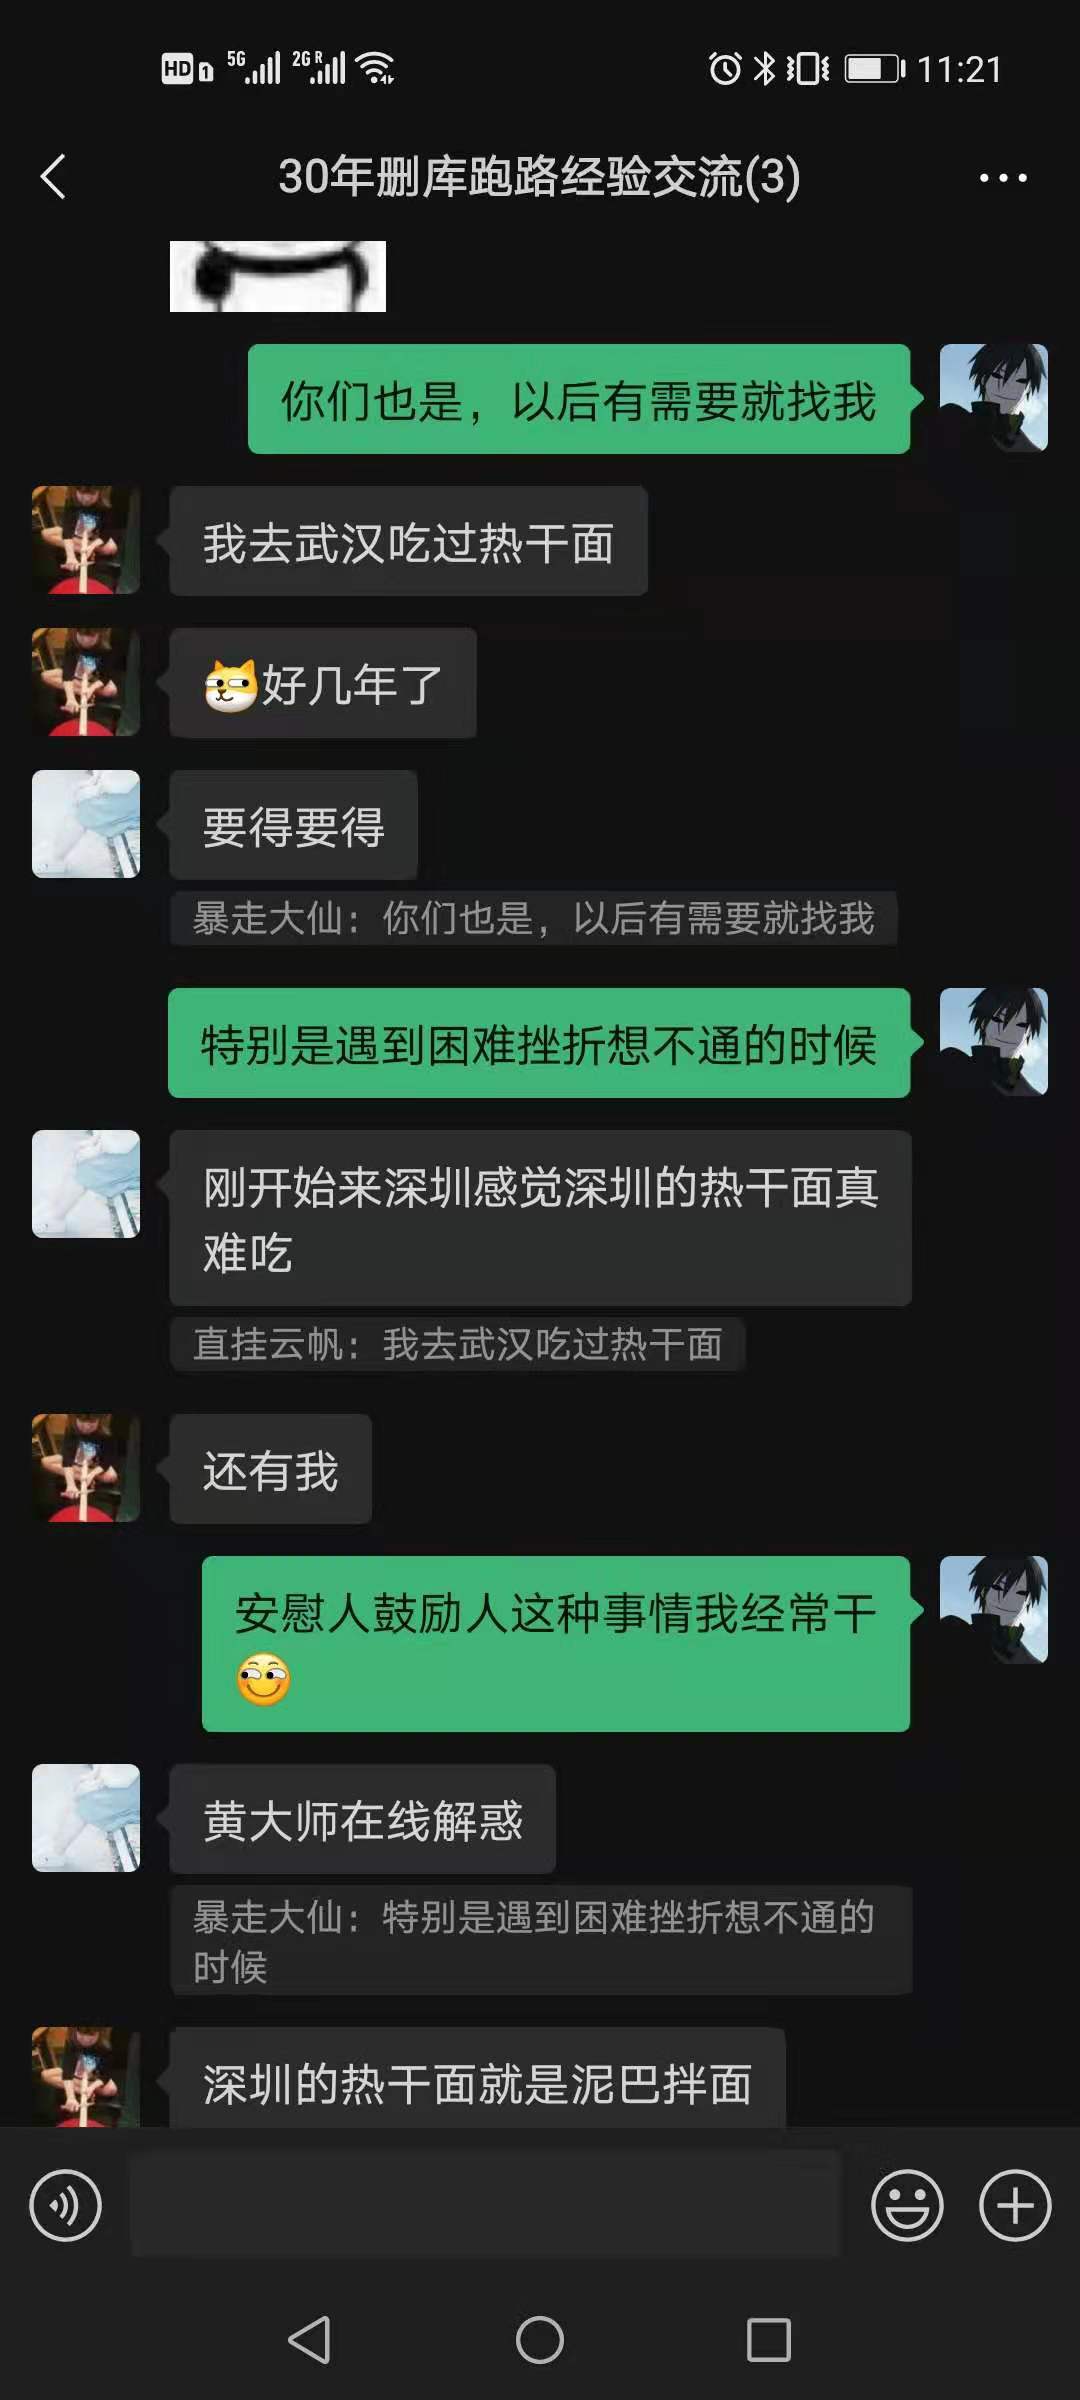 HD 1 5G 2G R 11:21
30年删库跑路经验交流(3)
你们也是，以后有需要就找我
我去武汉吃过热干面
好几年了
要得要得
暴走大仙：你们也是，以后有需要就找我
特别是遇到困难挫折想不通的时候
刚开始来深圳感觉深圳的热干面真
难吃
直挂云帆：我去武汉吃过热干面
还有我
安慰人鼓励人这种事情我经常干
黄大师在线解惑
暴走大仙：特别是遇到困难挫折想不通的
时候
深圳的热干面就是泥巴拌面